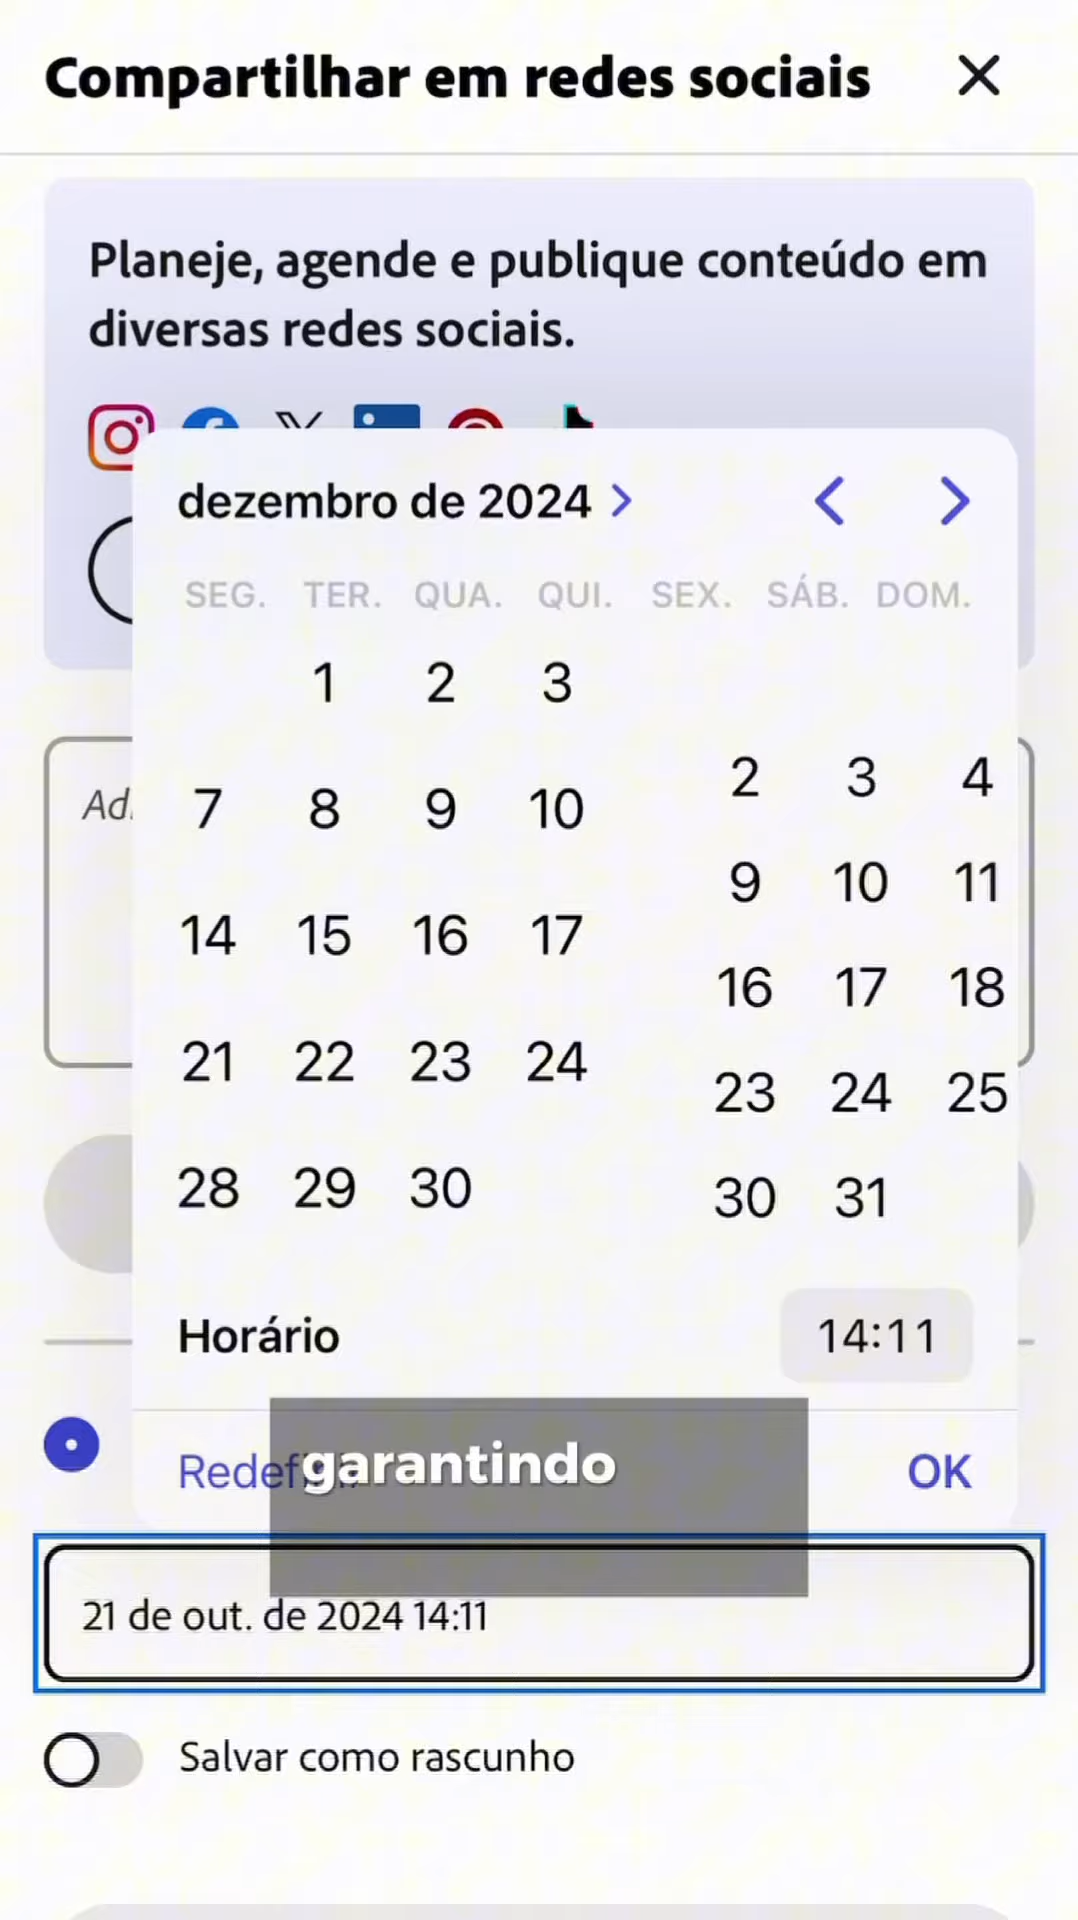 Compartilhar em redes sociais
Planeje, agende e publique conteúdo em
diversas redes sociais.
dezembro de 2024
SEG. TER. QUA. QUI. SEX. SÁB. DOM.
1 2 3
2 3 4
7 8 9 10
9 10 11
14 15 16 17
16 17 18
21 22 23 24
23 24 25
28 29 30
30 31
Horário 14:11
OK
garantindo
21 de out. de 2024 14:11
Salvar como rascunho